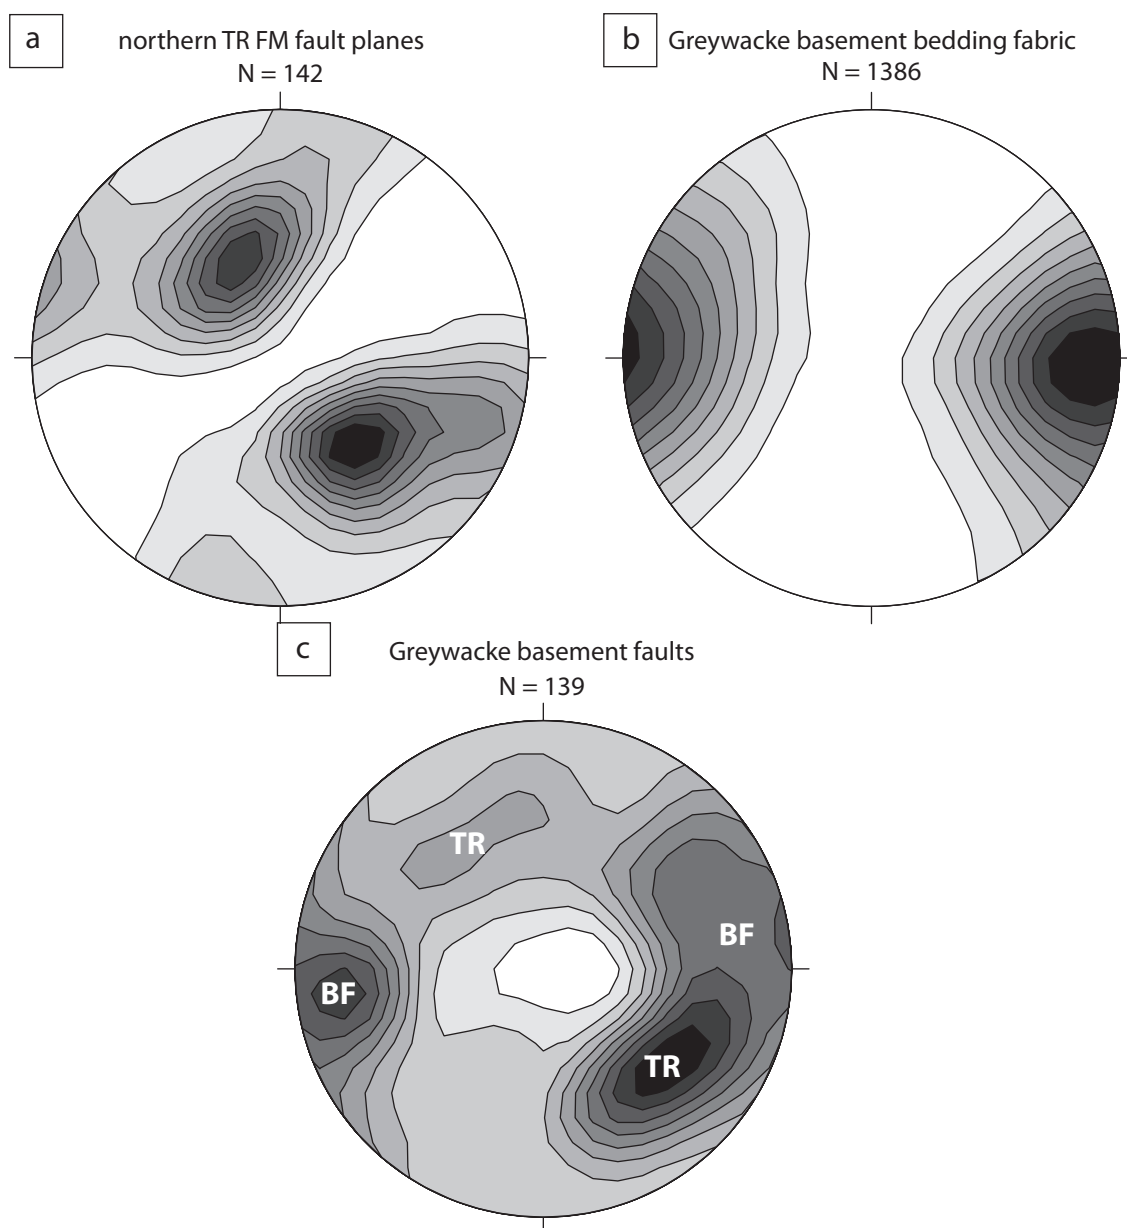 a
northern TR FM fault planes
N = 142
b
Greywacke basement bedding fabric
N = 1386
c
Greywacke basement faults
N = 139
TR
BF
BF
TR